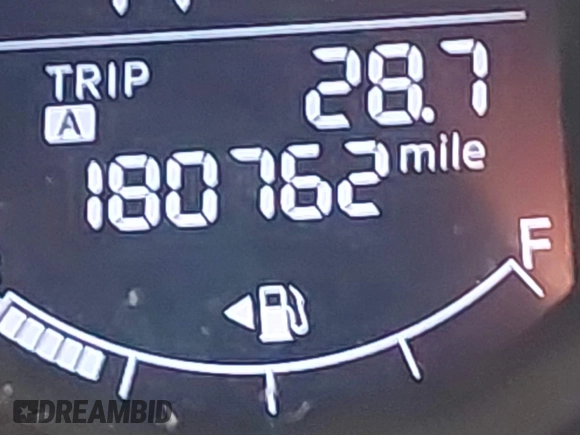 TRIP 28.7
A
180762 mile
F
DREAMBID